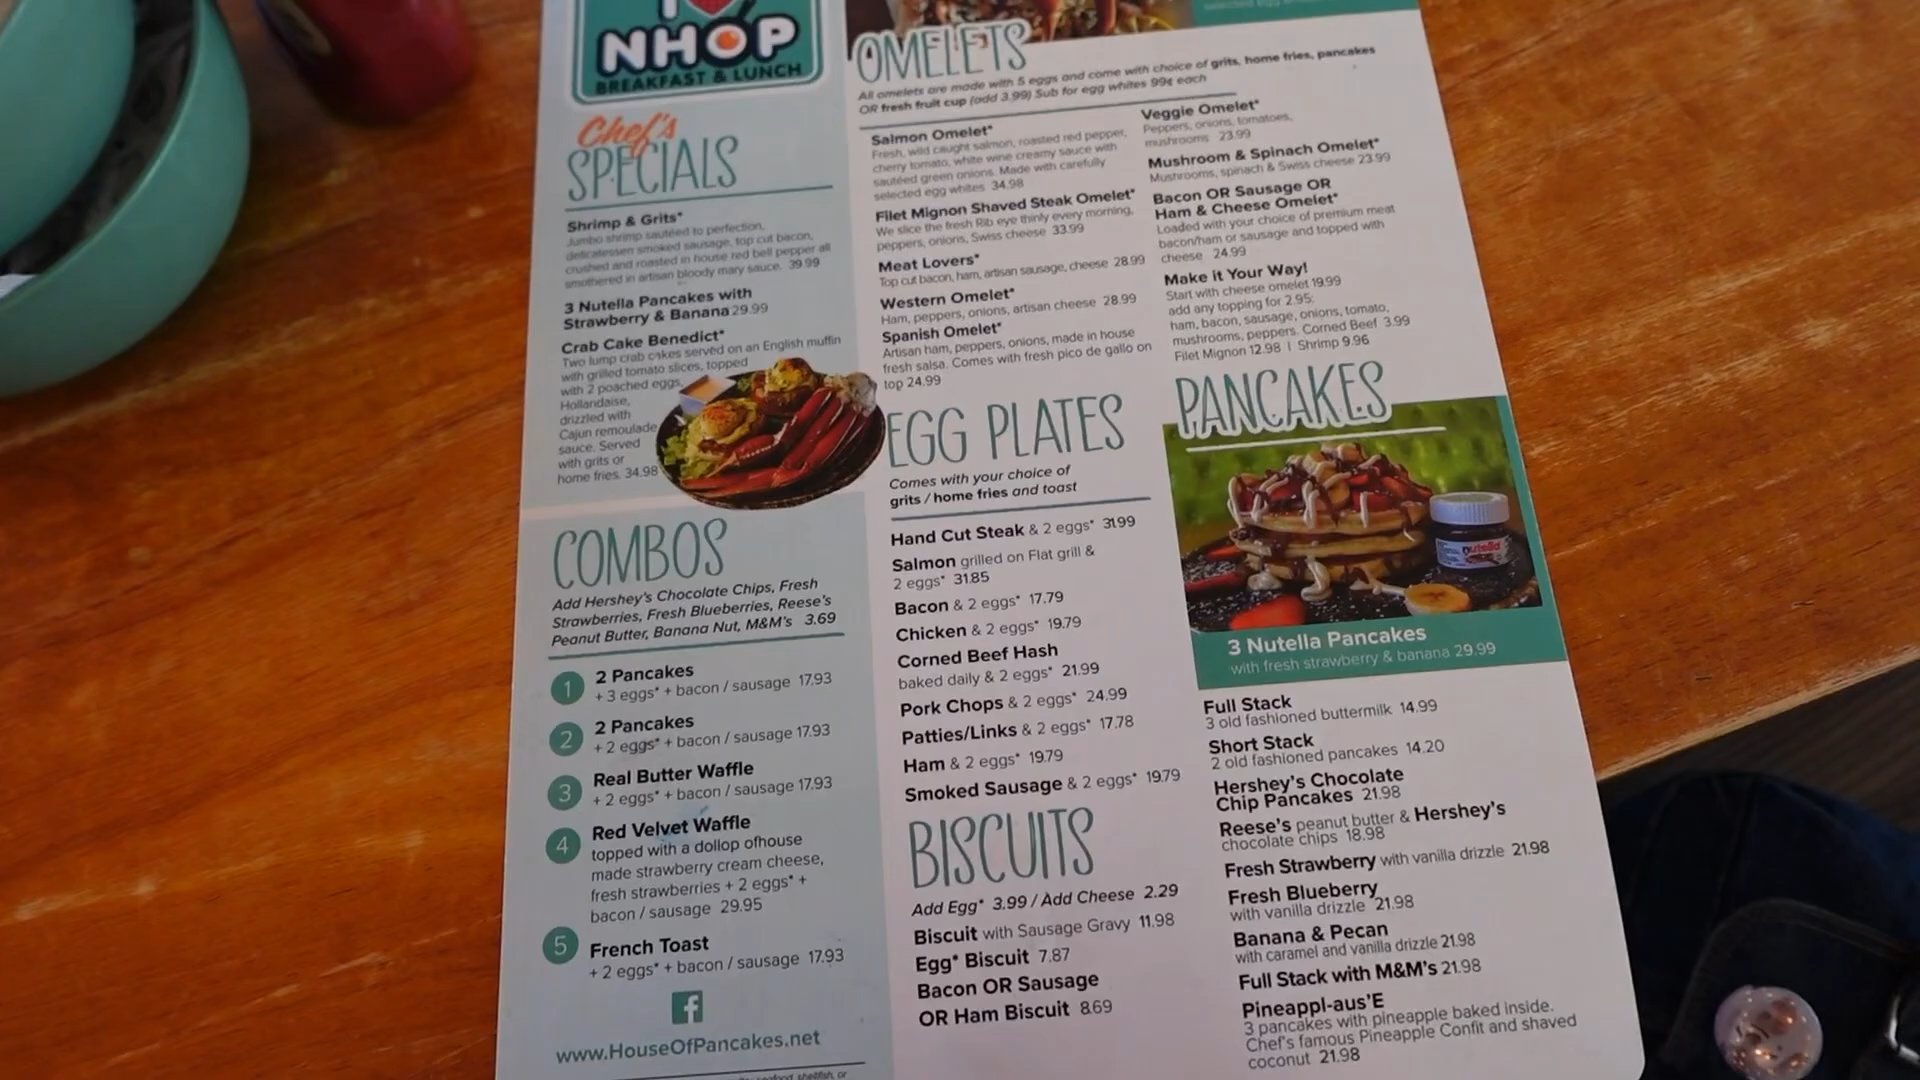 NHOP
BREAKFAST & LUNCH
Chef's
SPECIALS
Shrimp & Grits*
Jumbo shrimp sautéed to perfection,
delicatessen smoked sausage, top cut bacon,
crushed and roasted in house red bell pepper all
smothered in artisan bloody mary sauce. 39.99
3 Nutella Pancakes with
Strawberry & Banana 29.99
Crab Cake Benedict*
Two lump crab cakes served on an English muffin
with grilled tomato slices, topped
with 2 poached eggs,
Hollandaise,
drizzled with
Cajun remoulade
sauce. Served
with grits or
home fries. 34.98
COMBOS
Add Hershey's Chocolate Chips, Fresh
Strawberries, Fresh Blueberries, Reese's
Peanut Butter, Banana Nut, M&M's 3.69
1 2 Pancakes
+ 3 eggs* + bacon / sausage 17.93
2 2 Pancakes
+ 2 eggs* + bacon / sausage 17.93
3 Real Butter Waffle
+ 2 eggs* + bacon / sausage 17.93
4 Red Velvet Waffle
topped with a dollop ofhouse
made strawberry cream cheese,
fresh strawberries + 2 eggs* +
bacon / sausage 29.95
5 French Toast
+ 2 eggs* + bacon / sausage 17.93
f
www.HouseOfPancakes.net
OMELETS
All omelets are made with 5 eggs and come with choice of grits, home fries, pancakes
OR fresh fruit cup (add 3.99) Sub for egg whites 99¢ each
Salmon Omelet*
Fresh, wild caught salmon, roasted red pepper,
cherry tomato, white wine creamy sauce with
sautéed green onions. Made with carefully
selected egg whites 34.98
Filet Mignon Shaved Steak Omelet*
We slice the fresh Rib eye thinly every morning,
peppers, onions, Swiss cheese 33.99
Meat Lovers*
Top cut bacon, ham, artisan sausage, cheese 28.99
Western Omelet*
Ham, peppers, onions, artisan cheese 28.99
Spanish Omelet*
Artisan ham, peppers, onions, made in house
fresh salsa. Comes with fresh pico de gallo on
top 24.99
Veggie Omelet*
Peppers, onions, tomatoes,
mushrooms 23.99
Mushroom & Spinach Omelet*
Mushrooms, spinach & Swiss cheese 23.99
Bacon OR Sausage OR
Ham & Cheese Omelet*
Loaded with your choice of premium meat
bacon/ham or sausage and topped with
cheese 24.99
Make it Your Way!
Start with cheese omelet 19.99
add any topping for 2.95:
ham, bacon, sausage, onions, tomato,
mushrooms, peppers. Corned Beef 3.99
Filet Mignon 12.98 | Shrimp 9.96
EGG PLATES
Comes with your choice of
grits / home fries and toast
Hand Cut Steak & 2 eggs* 31.99
Salmon grilled on Flat grill &
2 eggs* 31.85
Bacon & 2 eggs* 17.79
Chicken & 2 eggs* 19.79
Corned Beef Hash
baked daily & 2 eggs* 21.99
Pork Chops & 2 eggs* 24.99
Patties/Links & 2 eggs* 17.78
Ham & 2 eggs* 19.79
Smoked Sausage & 2 eggs* 19.79
BISCUITS
Add Egg* 3.99 / Add Cheese 2.29
Biscuit with Sausage Gravy 11.98
Egg* Biscuit 7.87
Bacon OR Sausage
OR Ham Biscuit 8.69
PANCAKES
nutella
3 Nutella Pancakes
with fresh strawberry & banana 29.99
Full Stack
3 old fashioned buttermilk 14.99
Short Stack
2 old fashioned pancakes 14.20
Hershey's Chocolate
Chip Pancakes 21.98
Reese's peanut butter & Hershey's
chocolate chips 18.98
Fresh Strawberry with vanilla drizzle 21.98
Fresh Blueberry
with vanilla drizzle 21.98
Banana & Pecan
with caramel and vanilla drizzle 21.98
Full Stack with M&M's 21.98
Pineappl-aus'E
3 pancakes with pineapple baked inside.
Chef's famous Pineapple Confit and shaved
coconut 21.98